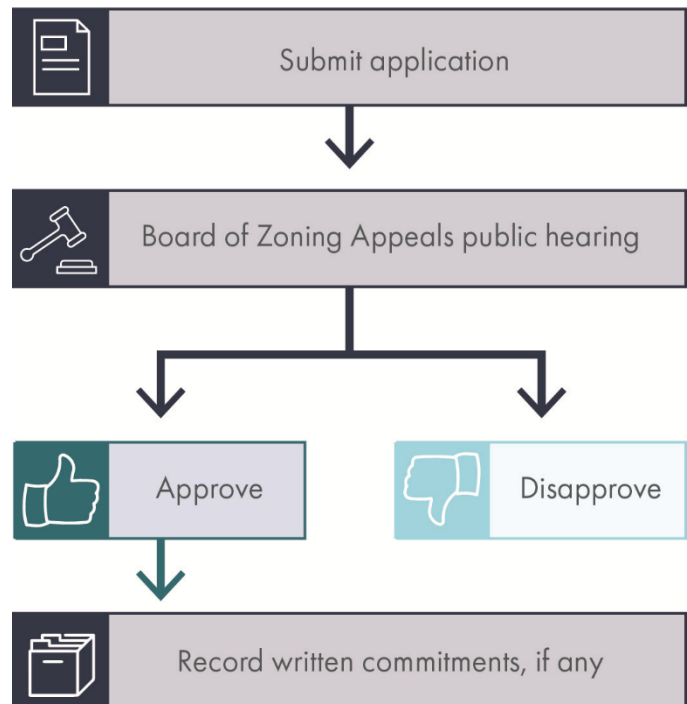 Submit application
Board of Zoning Appeals public hearing
Approve
Disapprove
Record written commitments, if any